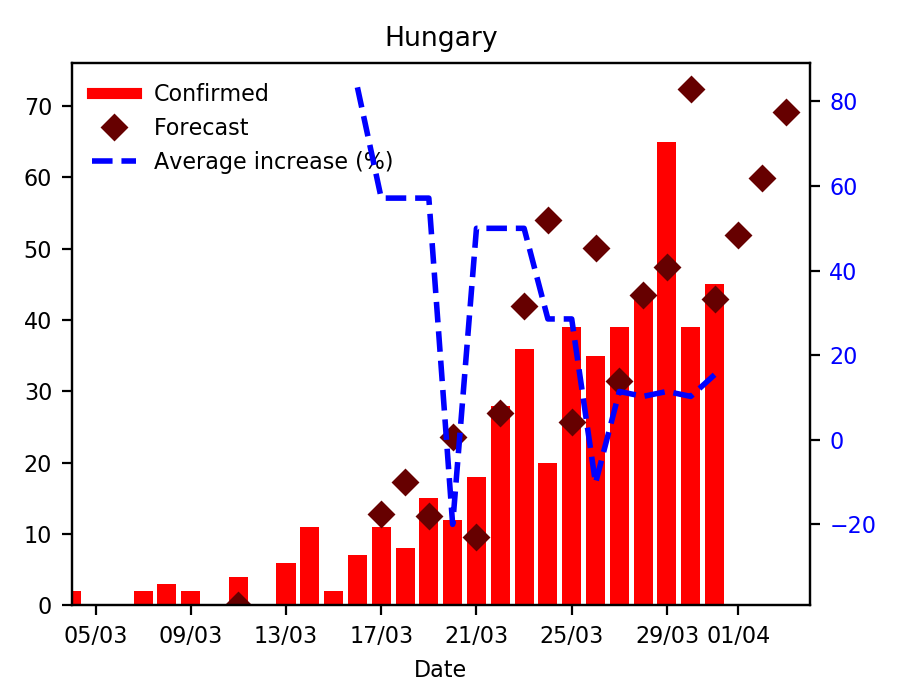 Hungary
Confirmed
Forecast
Average increase (%)
70
60
50
40
30
20
10
0
80
60
40
20
0
−20
05/03 09/03 13/03 17/03 21/03 25/03 29/03 01/04
Date